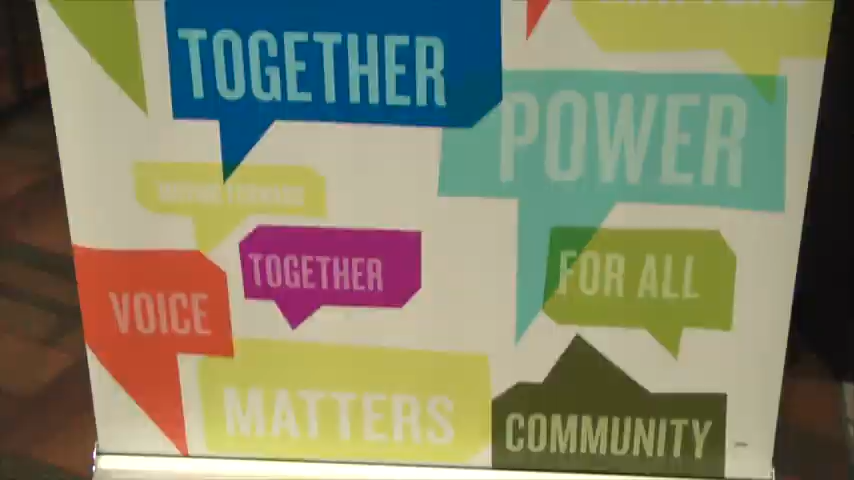 TOGETHER
POWER
TOGETHER
FOR ALL
VOICE
MATTERS
COMMUNITY